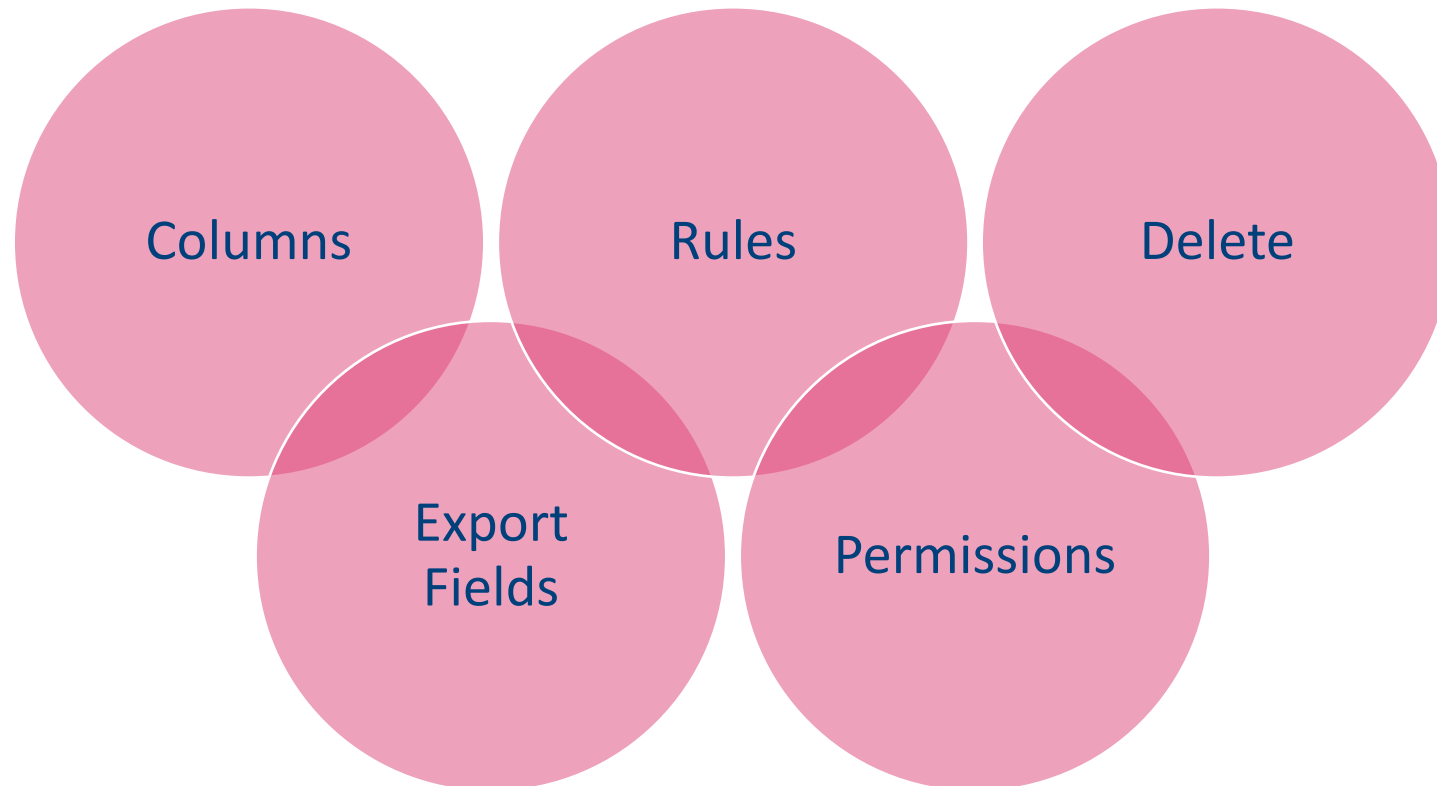 Columns
Rules
Delete
Export
Fields
Permissions